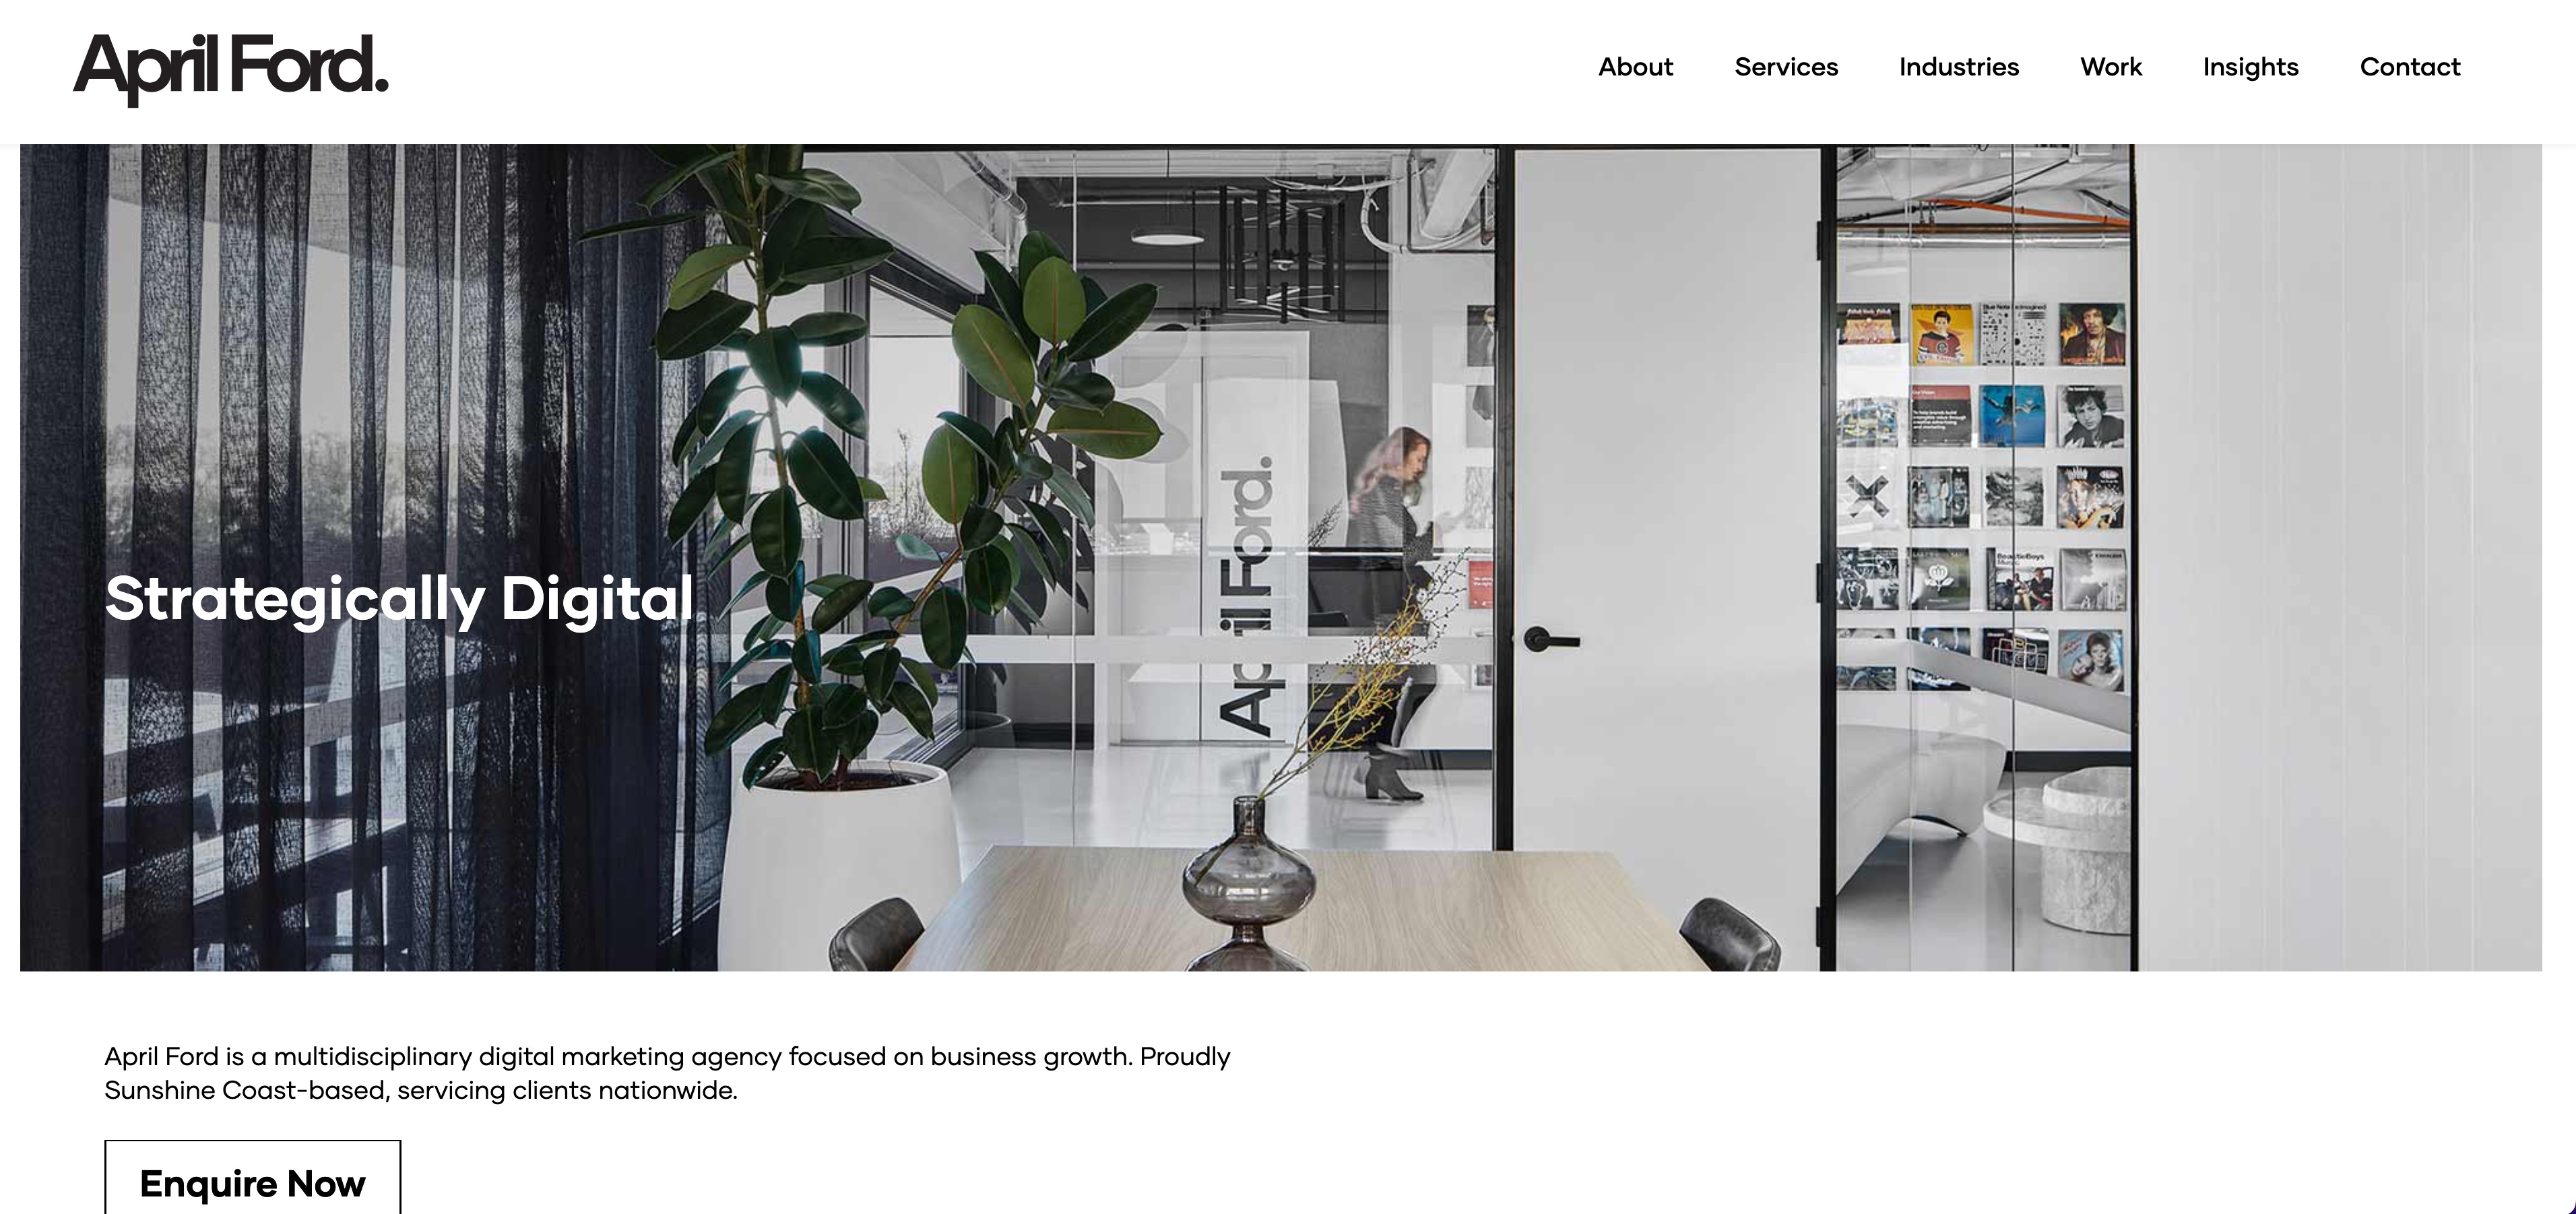 April Ford.
About Services Industries Work Insights Contact
April Ford.
Strategically Digital
April Ford is a multidisciplinary digital marketing agency focused on business growth. Proudly
Sunshine Coast-based, servicing clients nationwide.
Enquire Now